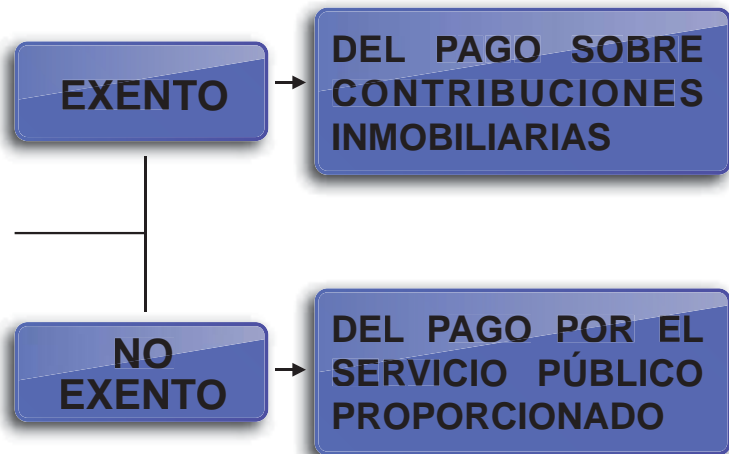 EXENTO
DEL PAGO SOBRE
CONTRIBUCIONES
INMOBILIARIAS
NO
EXENTO
DEL PAGO POR EL
SERVICIO PÚBLICO
PROPORCIONADO